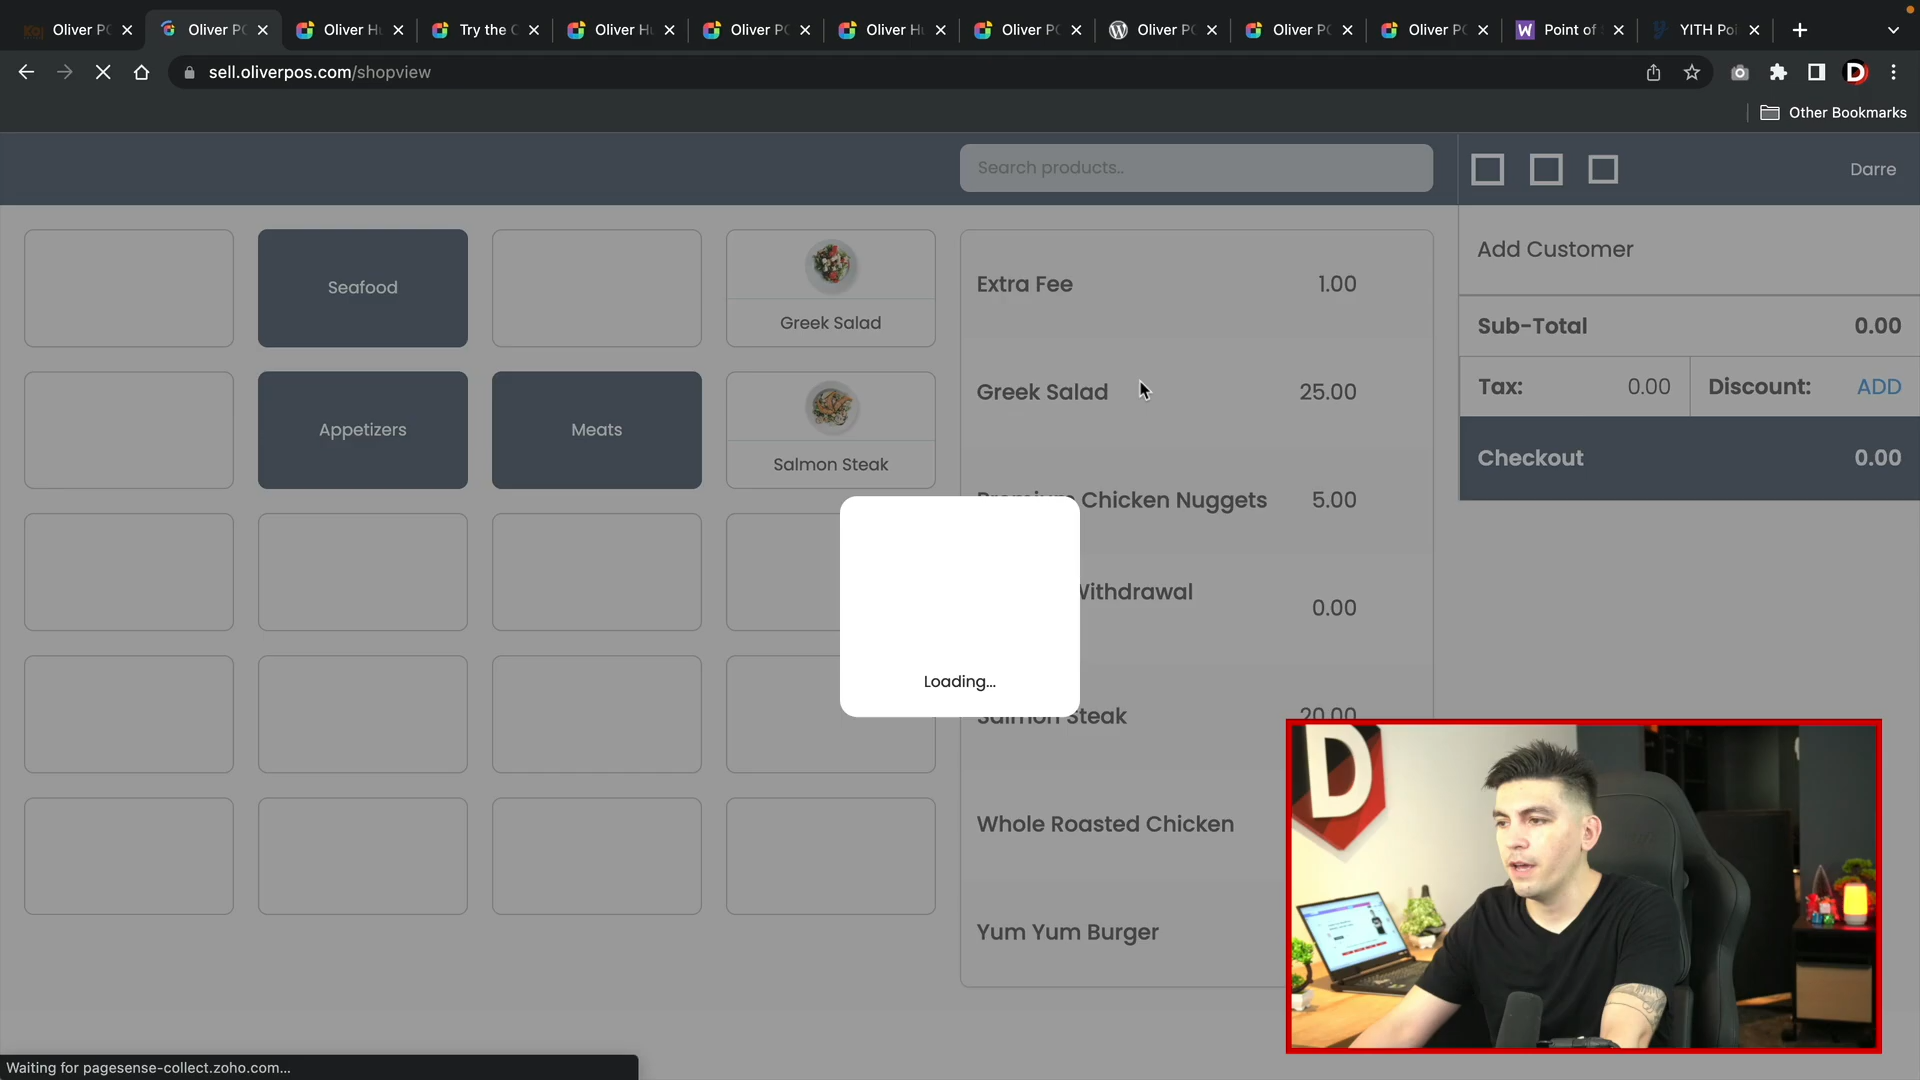 Oliver PO
Oliver PO
Oliver Hu
Try the O
Oliver Hu
Oliver PO
Oliver Hu
Oliver PO
Oliver PO
Oliver PO
Oliver PO
Point of
YITH Poi
sell.oliverpos.com/shopview
Other Bookmarks
Search products..
Darre
Seafood
Greek Salad
Appetizers
Meats
Salmon Steak
Extra Fee 1.00
Greek Salad 25.00
Chicken Nuggets 5.00
Withdrawal 0.00
Salmon Steak 20.00
Whole Roasted Chicken
Yum Yum Burger
Add Customer
Sub-Total 0.00
Tax: 0.00 Discount: ADD
Checkout 0.00
Loading...
D
Waiting for pagesense-collect.zoho.com...